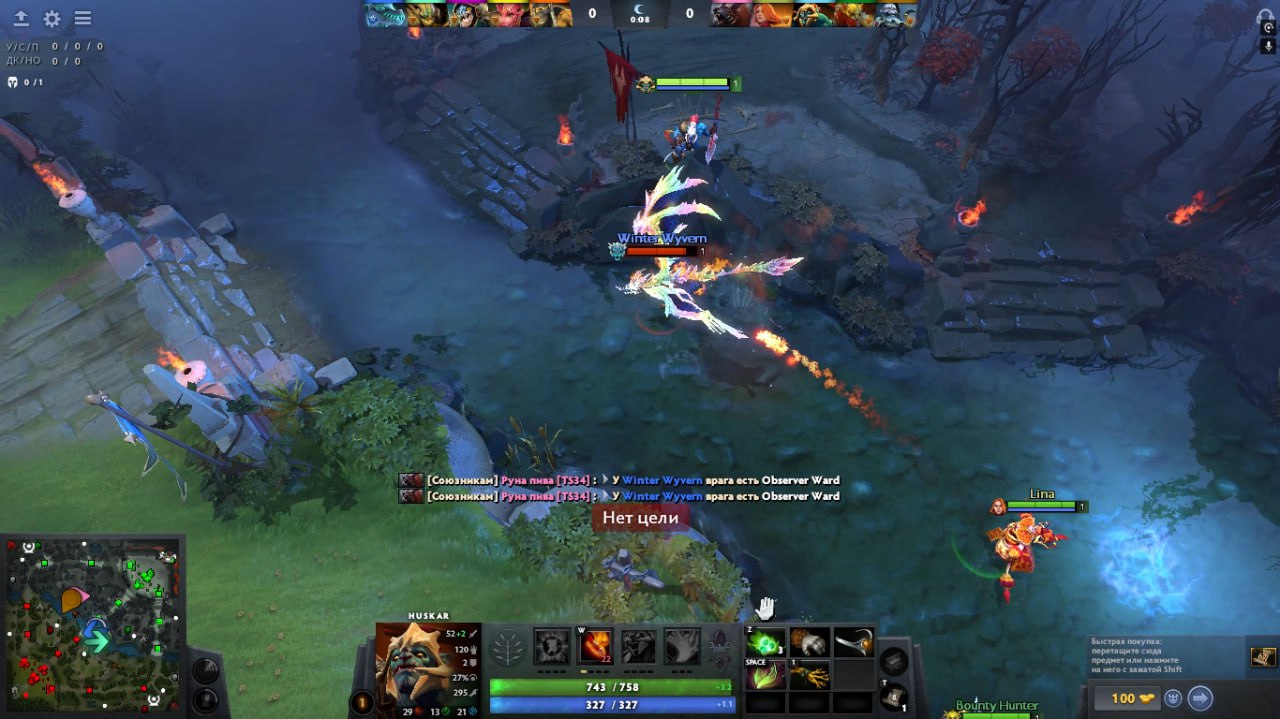 0
0:08
0
У/С/П 0 / 0 / 0
ДК/НО 0 / 0
0 / 1
1
Winter Wyvern
1
[Союзникам] Руна пива [TS34] : У Winter Wyvern врага есть Observer Ward
[Союзникам] Руна пива [TS34] : У Winter Wyvern врага есть Observer Ward
Нет цели
Lina
1
HUSKAR
52+2
120
2
27%
295
29 13 21
1
W
22
743 / 758
+3.2
327 / 327
+1.1
Z
3
SPACE
1
T
1
Быстрая покупка:
перетащите сюда
предмет или нажмите
на него с зажатой Shift
100
Bounty Hunter
1